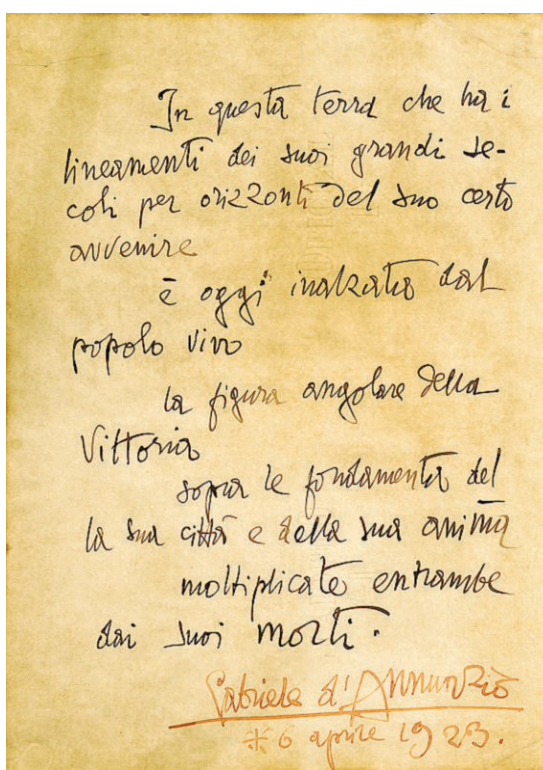 In questa terra che ha i
lineamenti dei suoi grandi se-
coli per orizzonti del suo certo
avvenire
è oggi inalzata dal
popolo vivo
la figura angolare della
Vittoria
sopra le fondamenta del
la sua città e della sua anima
moltiplicate entrambe
dai suoi morti.
Gabriele d'Annunzio
* 6 aprile 1923.